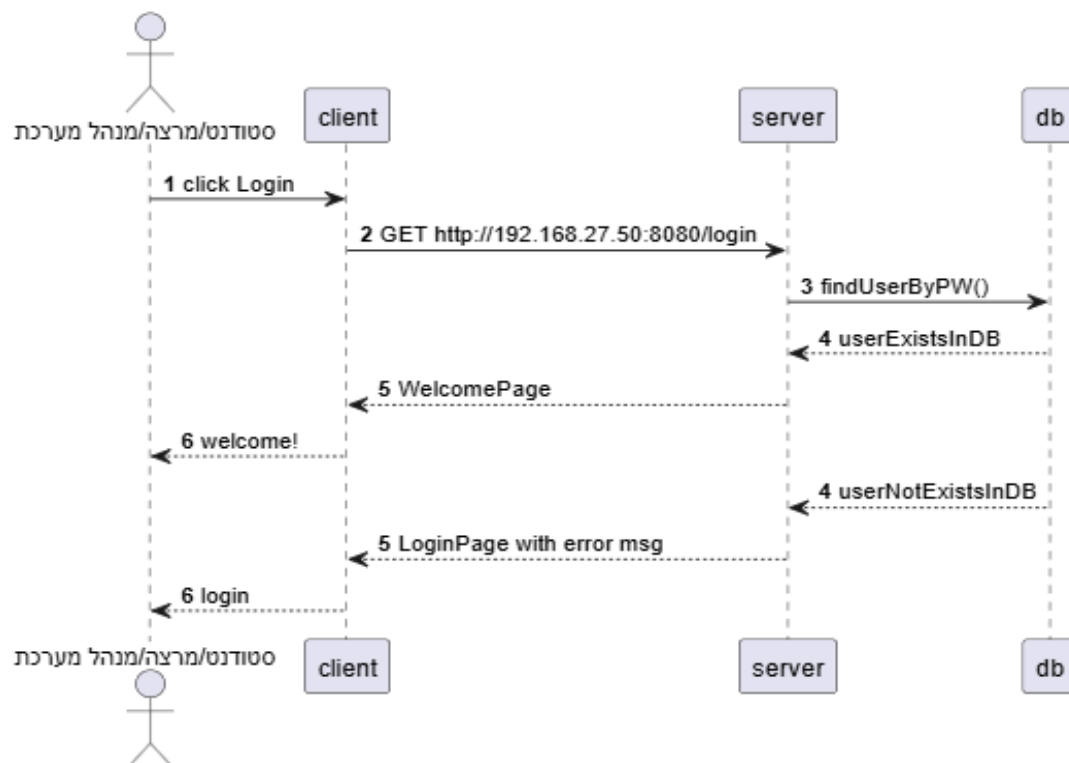 סטודנט/מרצה/מנהל מערכת
client
server
db
1 click Login
2 GET http://192.168.27.50:8080/login
3 findUserByPW()
4 userExistsInDB
5 WelcomePage
6 welcome!
4 userNotExistsInDB
5 LoginPage with error msg
6 login
סטודנט/מרצה/מנהל מערכת
client
server
db